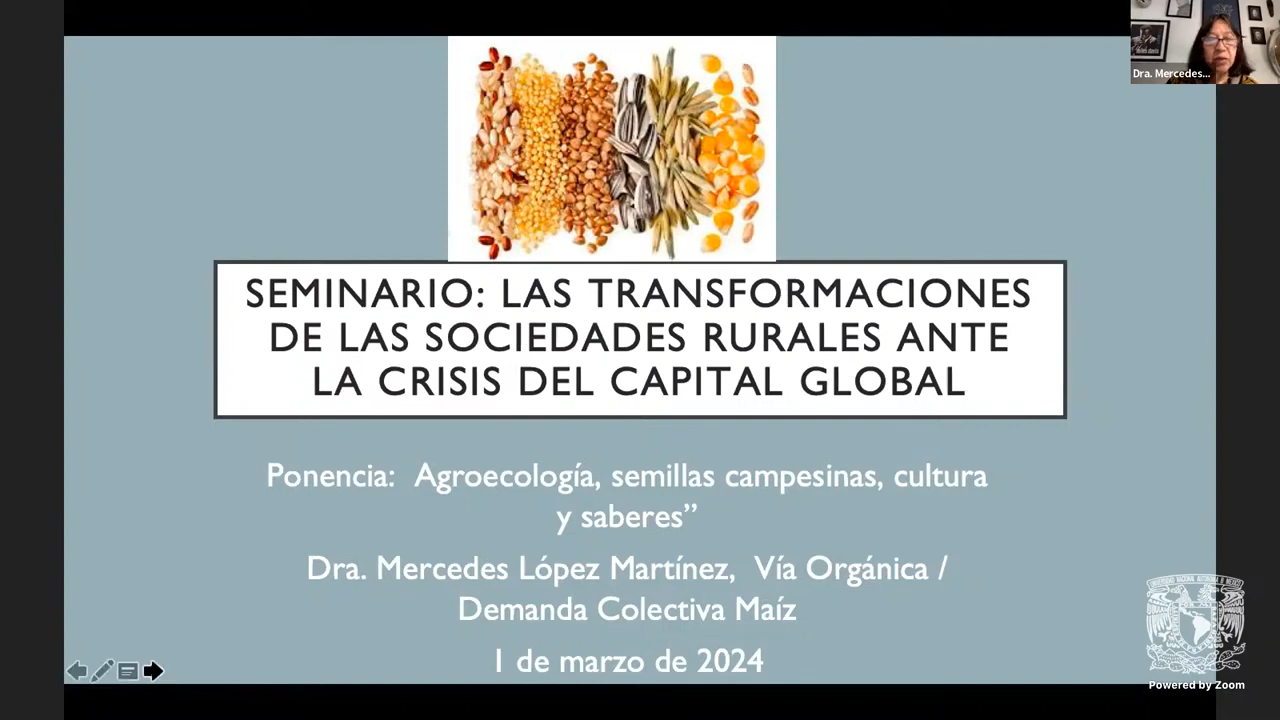 Dra. Mercedes...
SEMINARIO: LAS TRANSFORMACIONES
DE LAS SOCIEDADES RURALES ANTE
LA CRISIS DEL CAPITAL GLOBAL
Ponencia: Agroecología, semillas campesinas, cultura
y saberes”
Dra. Mercedes López Martínez, Vía Orgánica /
Demanda Colectiva Maíz
1 de marzo de 2024
Powered by Zoom